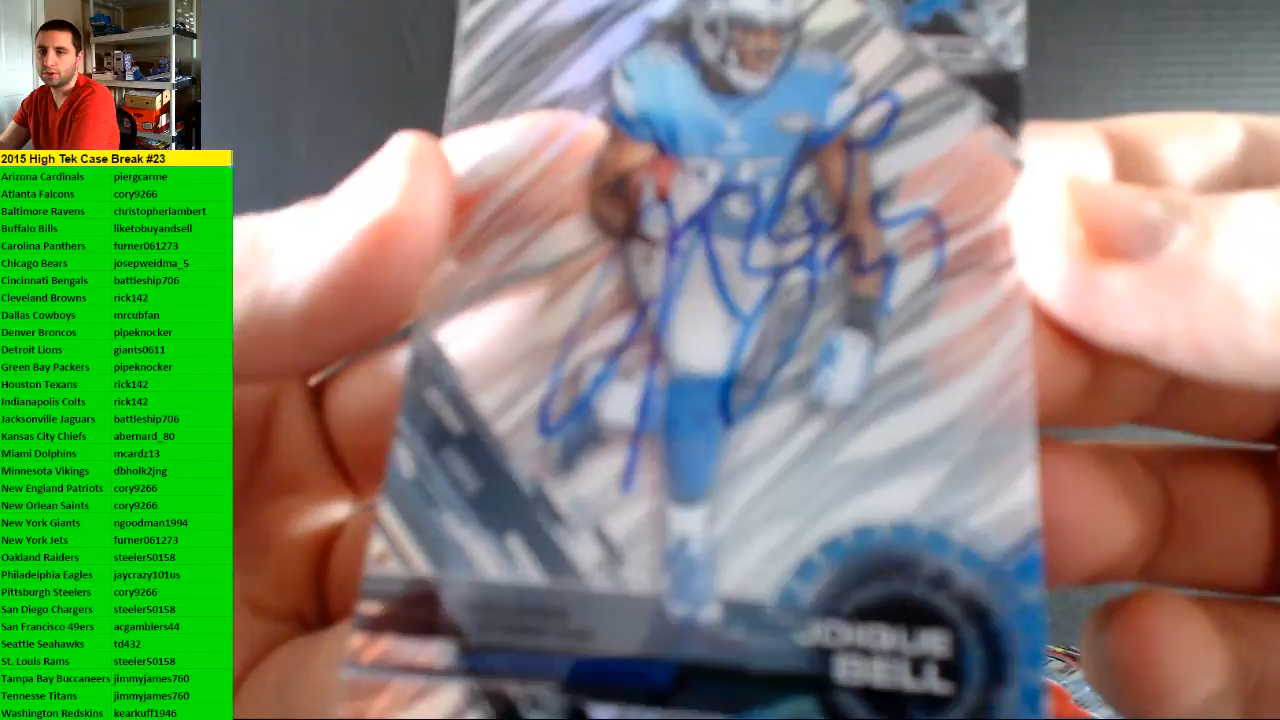 2015 High Tek Case Break #23
Arizona Cardinals piergcarme
Atlanta Falcons cory9266
Baltimore Ravens christopherlambert
Buffalo Bills liketobuyandsell
Carolina Panthers furner061273
Chicago Bears josepweidma_5
Cincinnati Bengals battleship706
Cleveland Browns rick142
Dallas Cowboys mrcubfan
Denver Broncos pipeknocker
Detroit Lions giants0611
Green Bay Packers pipeknocker
Houston Texans rick142
Indianapolis Colts rick142
Jacksonville Jaguars battleship706
Kansas City Chiefs abernard_80
Miami Dolphins mcardz13
Minnesota Vikings dbholk2jng
New England Patriots cory9266
New Orlean Saints cory9266
New York Giants ngoodman1994
New York Jets furner061273
Oakland Raiders steeler50158
Philadelphia Eagles jaycrazy101us
Pittsburgh Steelers cory9266
San Diego Chargers steeler50158
San Francisco 49ers acgamblers44
Seattle Seahawks td432
St. Louis Rams steeler50158
Tampa Bay Buccaneers jimmyjames760
Tennesse Titans jimmyjames760
Washington Redskins kearkuff1946
JOIQUE
BELL